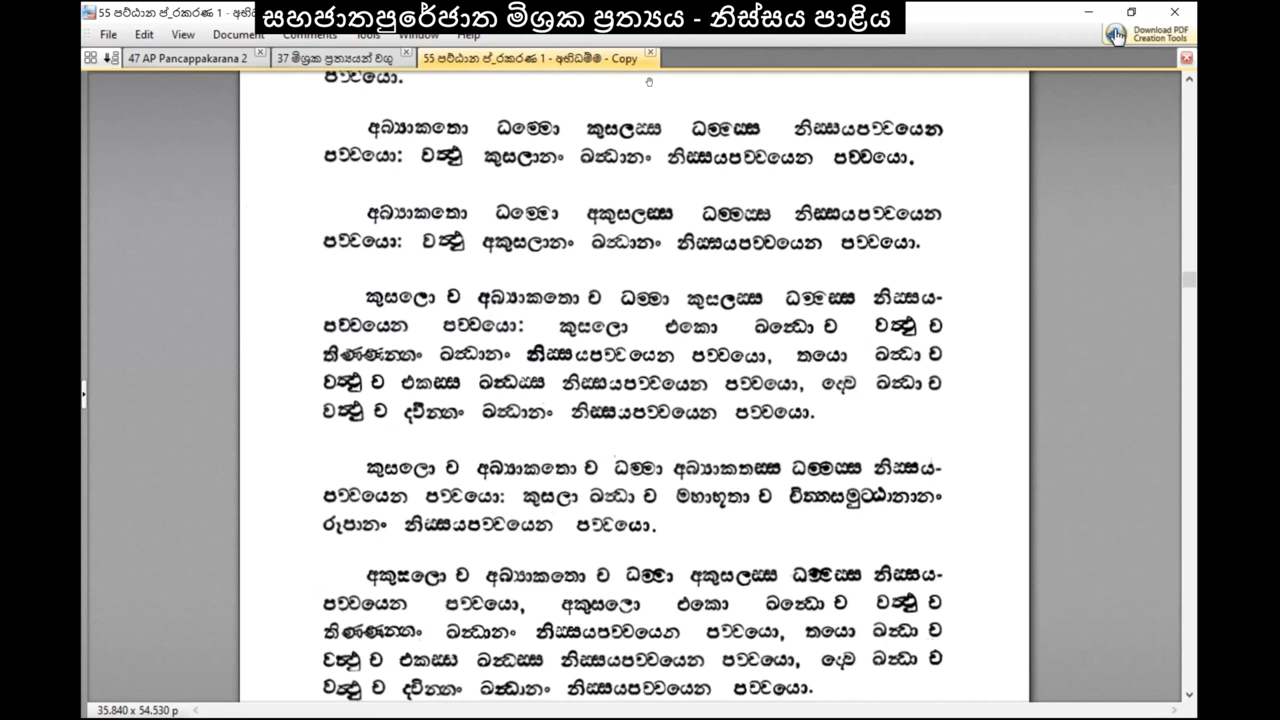 සහජාතපුරේජාත මිශ්‍රක ප්‍රත්‍යය - නිස්සය පාළිය
55 පට්ඨාන ප්_රකරණ 1 -
File Edit View Document Comments Tools Window Help
Download PDF
Creation Tools
47 AP Pancappakarana 2
37 මිශ්‍රක ප්‍රත්‍යයන් වගු
55 පට්ඨාන ප්_රකරණ 1 - අභිධම්ම - Copy
පච්චයො.
අබ්‍යාකතො ධම්මො කුසලස්ස ධම්මස්ස නිස්සයපච්චයෙන
පච්චයො: වත්‍ථු කුසලානං ඛන්‍ධානං නිස්සයපච්චයෙන පච්චයො.
අබ්‍යාකතො ධම්මො අකුසලස්ස ධම්මස්ස නිස්සයපච්චයෙන
පච්චයො: වත්‍ථු අකුසලානං ඛන්‍ධානං නිස්සයපච්චයෙන පච්චයො.
කුසලො ච අබ්‍යාකතො ච ධම්මා කුසලස්ස ධම්මස්ස නිස්සය-
පච්චයෙන පච්චයො: කුසලො එකො ඛන්‍ධො ච වත්‍ථු ච
තිණ්ණන්නං ඛන්‍ධානං නිස්සයපච්චයෙන පච්චයො, තයො ඛන්‍ධා ච
වත්‍ථු ච එකස්ස ඛන්‍ධස්ස නිස්සයපච්චයෙන පච්චයො, ද්වෙ ඛන්‍ධා ච
වත්‍ථු ච ද්වින්නං ඛන්‍ධානං නිස්සයපච්චයෙන පච්චයො.
කුසලො ච අබ්‍යාකතො ච ධම්මා අබ්‍යාකතස්ස ධම්මස්ස නිස්සය-
පච්චයෙන පච්චයො: කුසලා ඛන්‍ධා ච මහාභූතා ච චිත්තසමුට්ඨානානං
රූපානං නිස්සයපච්චයෙන පච්චයො.
අකුසලො ච අබ්‍යාකතො ච ධම්මා අකුසලස්ස ධම්මස්ස නිස්සය-
පච්චයෙන පච්චයො, අකුසලො එකො ඛන්‍ධො ච වත්‍ථු ච
තිණ්ණන්නං ඛන්‍ධානං නිස්සයපච්චයෙන පච්චයො, තයො ඛන්‍ධා ච
වත්‍ථු ච එකස්ස ඛන්‍ධස්ස නිස්සයපච්චයෙන පච්චයො, ද්වෙ ඛන්‍ධා ච
වත්‍ථු ච ද්වින්නං ඛන්‍ධානං නිස්සයපච්චයෙන පච්චයො.
35.840 x 54.530 p